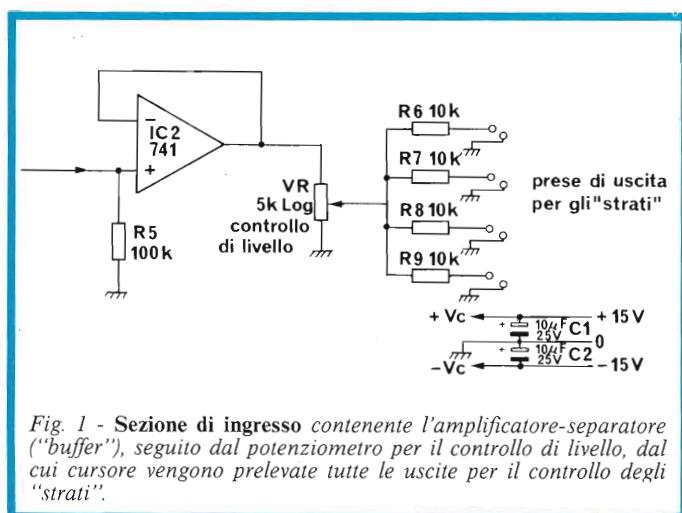 IC2
741
R5
100k
VR
5k Log
controllo
di livello
R6 10k
R7 10k
R8 10k
R9 10k
prese di uscita
per gli "strati"
+ Vc
+ 10µF C1
25V
+ 15V
0
+ 10µF C2
25V
−Vc
− 15V
Fig. 1 - Sezione di ingresso contenente l'amplificatore-separatore
("buffer"), seguito dal potenziometro per il controllo di livello, dal
cui cursore vengono prelevate tutte le uscite per il controllo degli
"strati".